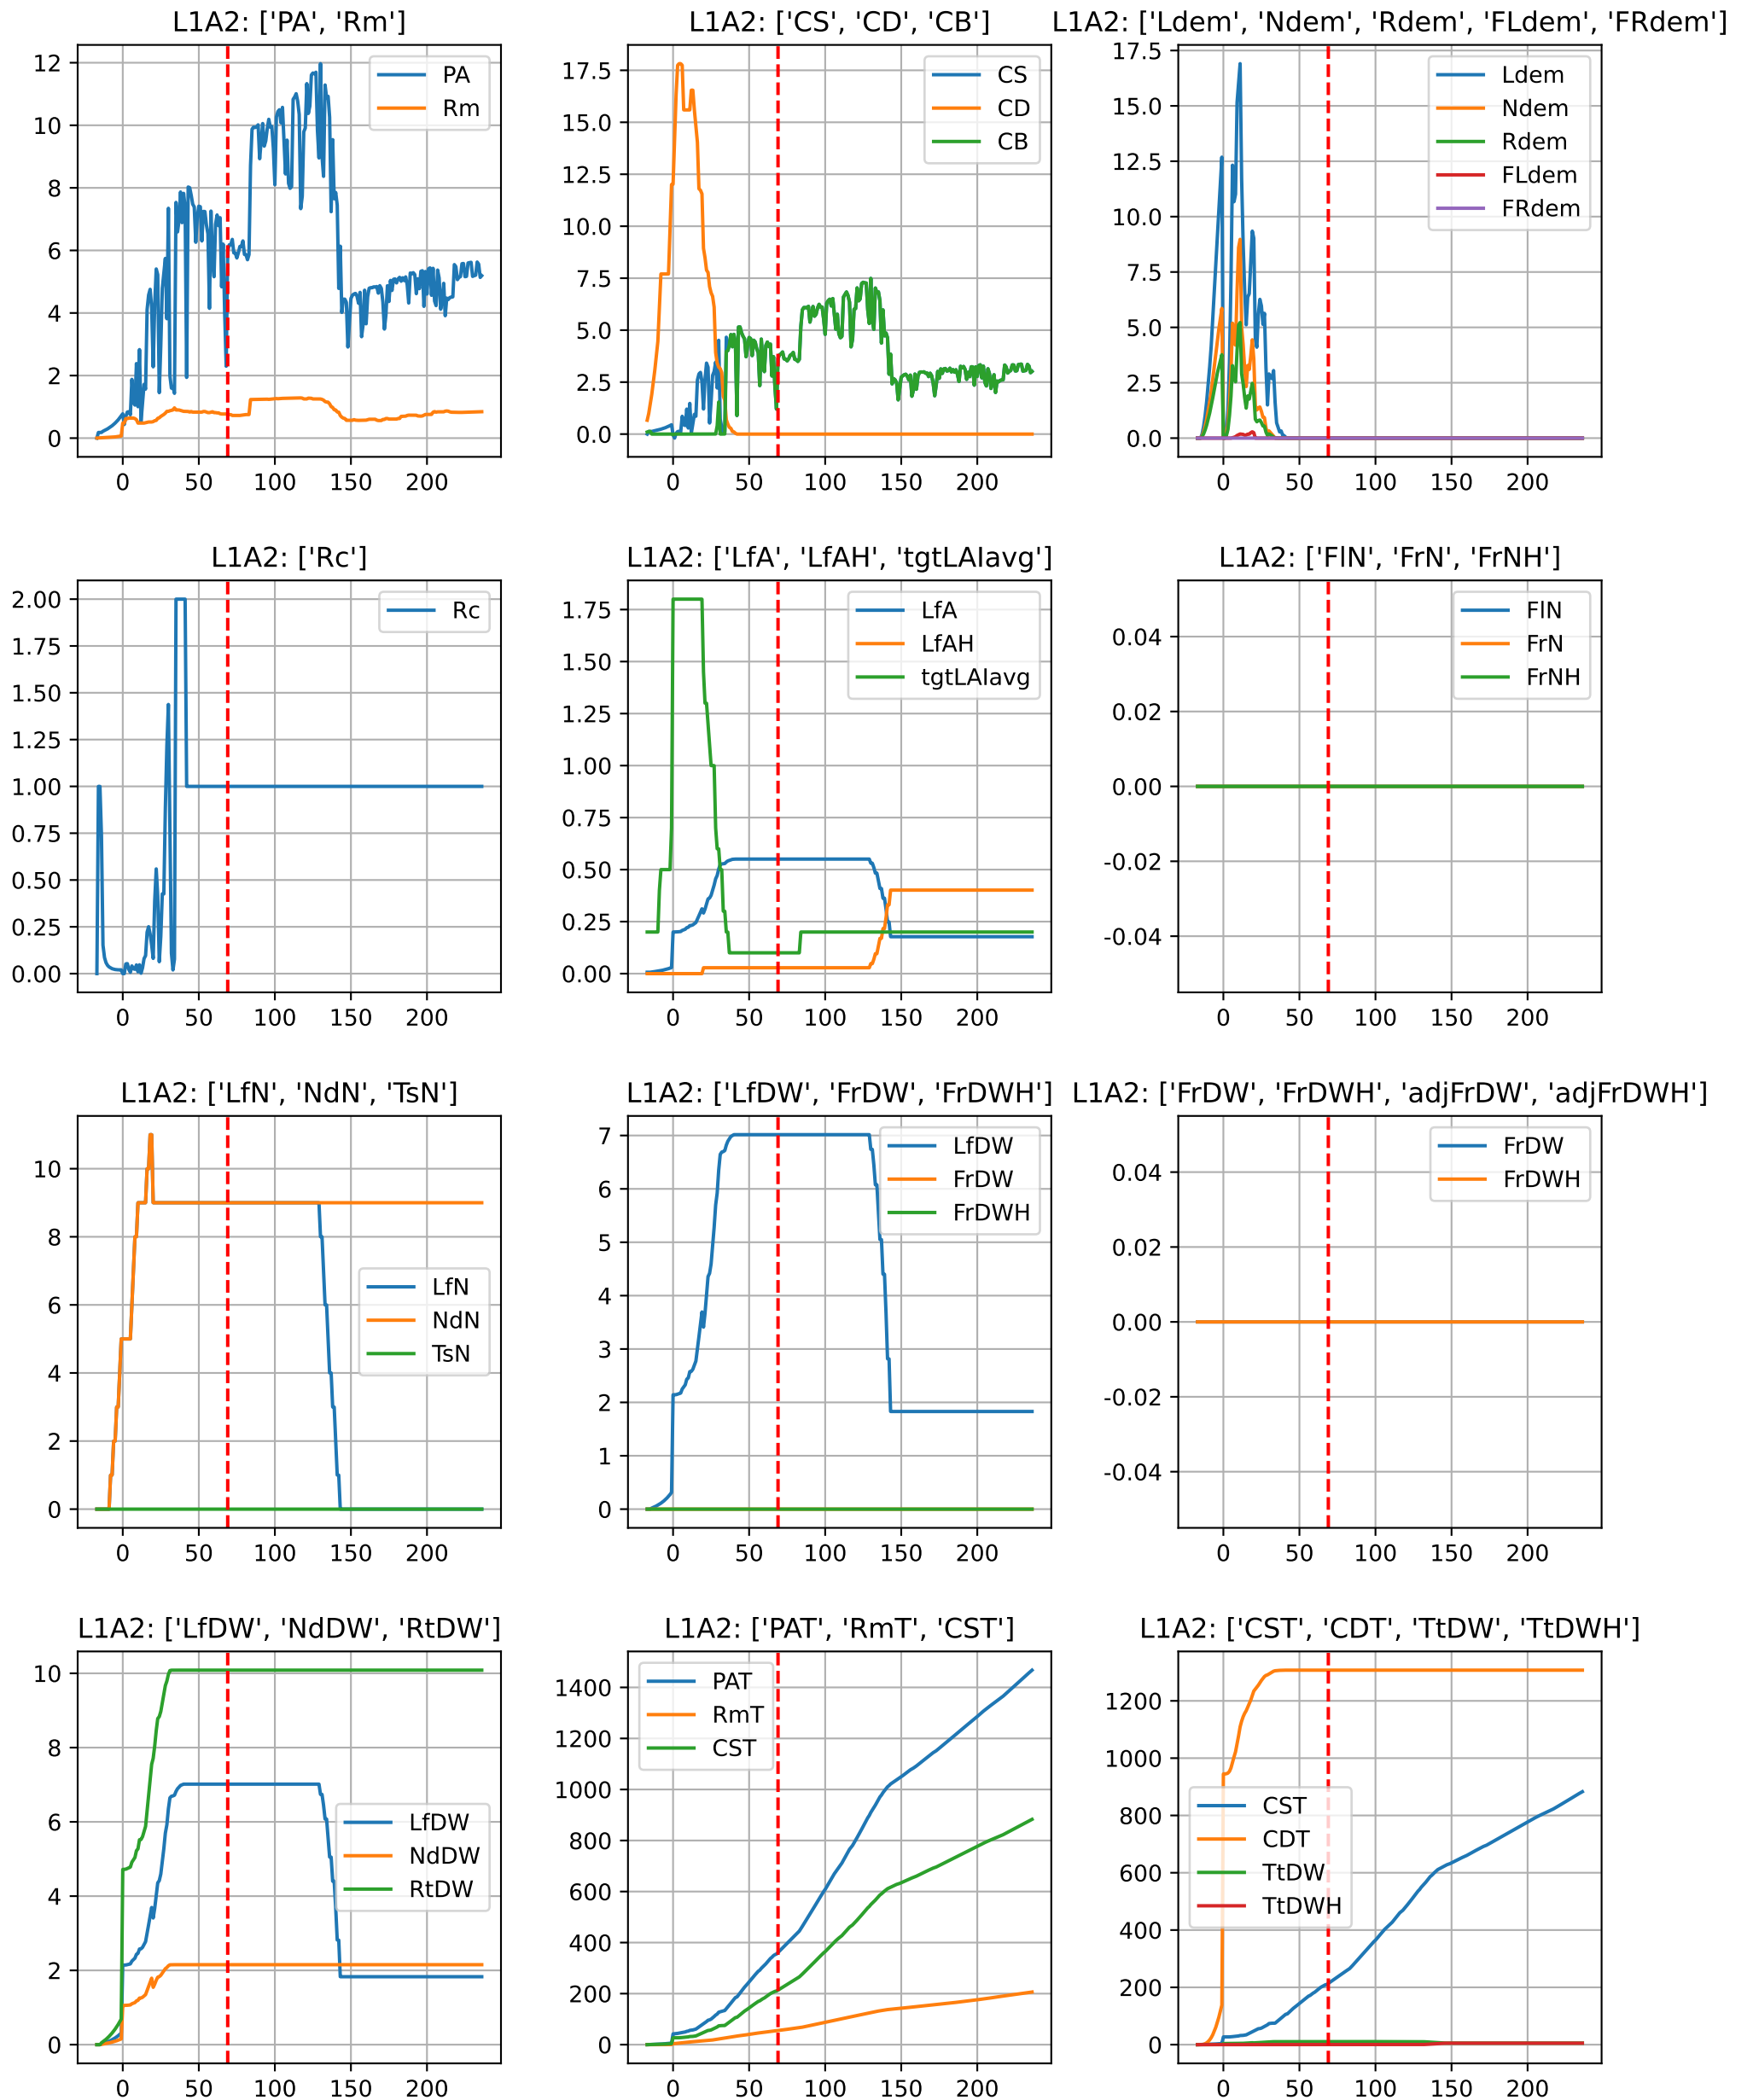 L1A2: ['PA', 'Rm']
12
10
8
6
4
2
0
0 50 100 150 200
PA
Rm
L1A2: ['CS', 'CD', 'CB']
17.5
15.0
12.5
10.0
7.5
5.0
2.5
0.0
0 50 100 150 200
CS
CD
CB
L1A2: ['Ldem', 'Ndem', 'Rdem', 'FLdem', 'FRdem']
17.5
15.0
12.5
10.0
7.5
5.0
2.5
0.0
0 50 100 150 200
Ldem
Ndem
Rdem
FLdem
FRdem
L1A2: ['Rc']
2.00
1.75
1.50
1.25
1.00
0.75
0.50
0.25
0.00
0 50 100 150 200
Rc
L1A2: ['LfA', 'LfAH', 'tgtLAIavg']
1.75
1.50
1.25
1.00
0.75
0.50
0.25
0.00
0 50 100 150 200
LfA
LfAH
tgtLAIavg
L1A2: ['FlN', 'FrN', 'FrNH']
0.04
0.02
0.00
-0.02
-0.04
0 50 100 150 200
FlN
FrN
FrNH
L1A2: ['LfN', 'NdN', 'TsN']
10
8
6
4
2
0
0 50 100 150 200
LfN
NdN
TsN
L1A2: ['LfDW', 'FrDW', 'FrDWH']
7
6
5
4
3
2
1
0
0 50 100 150 200
LfDW
FrDW
FrDWH
L1A2: ['FrDW', 'FrDWH', 'adjFrDW', 'adjFrDWH']
0.04
0.02
0.00
-0.02
-0.04
0 50 100 150 200
FrDW
FrDWH
L1A2: ['LfDW', 'NdDW', 'RtDW']
10
8
6
4
2
0
0 50 100 150 200
LfDW
NdDW
RtDW
L1A2: ['PAT', 'RmT', 'CST']
1400
1200
1000
800
600
400
200
0
0 50 100 150 200
PAT
RmT
CST
L1A2: ['CST', 'CDT', 'TtDW', 'TtDWH']
1200
1000
800
600
400
200
0
0 50 100 150 200
CST
CDT
TtDW
TtDWH